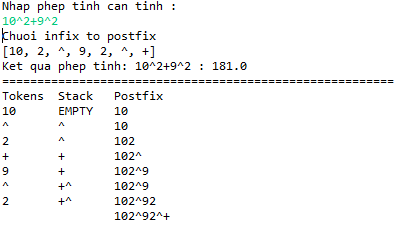 Nhap phep tinh can tinh :
10^2+9^2
Chuoi infix to postfix
[10, 2, ^, 9, 2, ^, +]
Ket qua phep tinh: 10^2+9^2 : 181.0
========================================================
Tokens Stack Postfix
10 EMPTY 10
^ ^ 10
2 ^ 102
+ + 102^
9 + 102^9
^ +^ 102^9
2 +^ 102^92
102^92^+